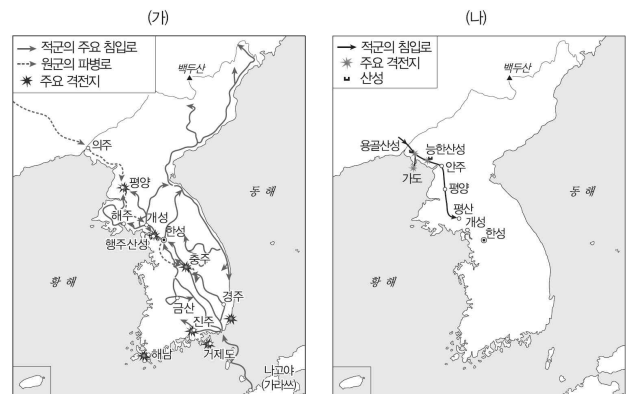 (가)
적군의 주요 침입로
원군의 파병로
주요 격전지
백두산
의주
평양
동 해
해주
개성
행주산성
한성
황 해
충주
금산
경주
진주
해남
거제도
나고야
(가라쓰)
(나)
적군의 침입로
주요 격전지
산성
백두산
용골산성
능한산성
안주
가도
평양
동 해
평산
개성
한성
황 해